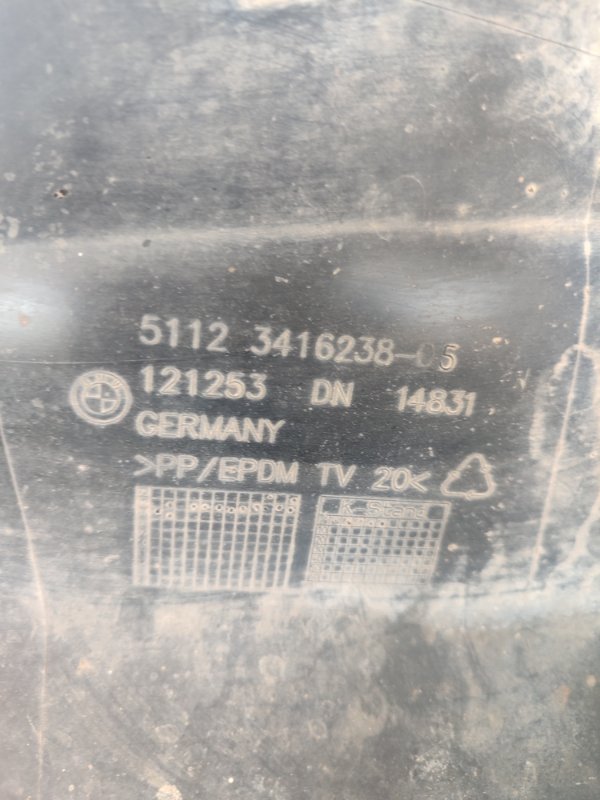 5112 3416238-05
121253 DN 14831
GERMANY
>PP/EPDM TV 20<
K-Stand